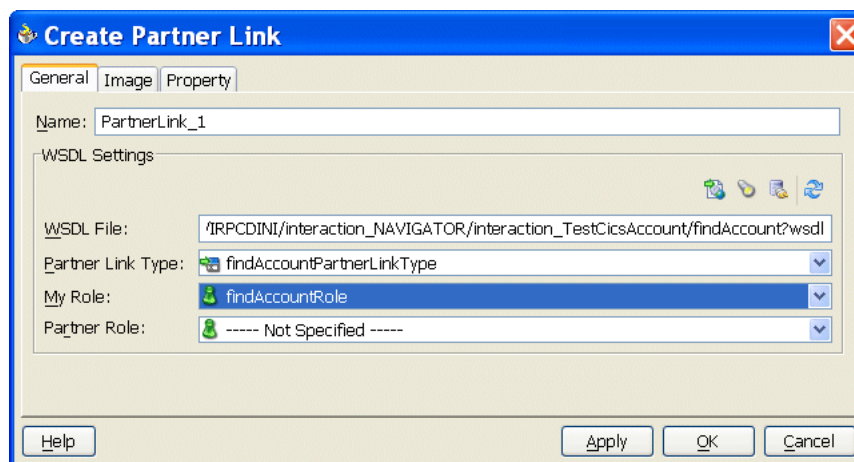 Create Partner Link
General Image Property
Name: PartnerLink_1
WSDL Settings
WSDL File: /IRPCDINI/interaction_NAVIGATOR/interaction_TestCicsAccount/findAccount?wsdl
Partner Link Type: findAccountPartnerLinkType
My Role: findAccountRole
Partner Role: ----- Not Specified -----
Help Apply OK Cancel